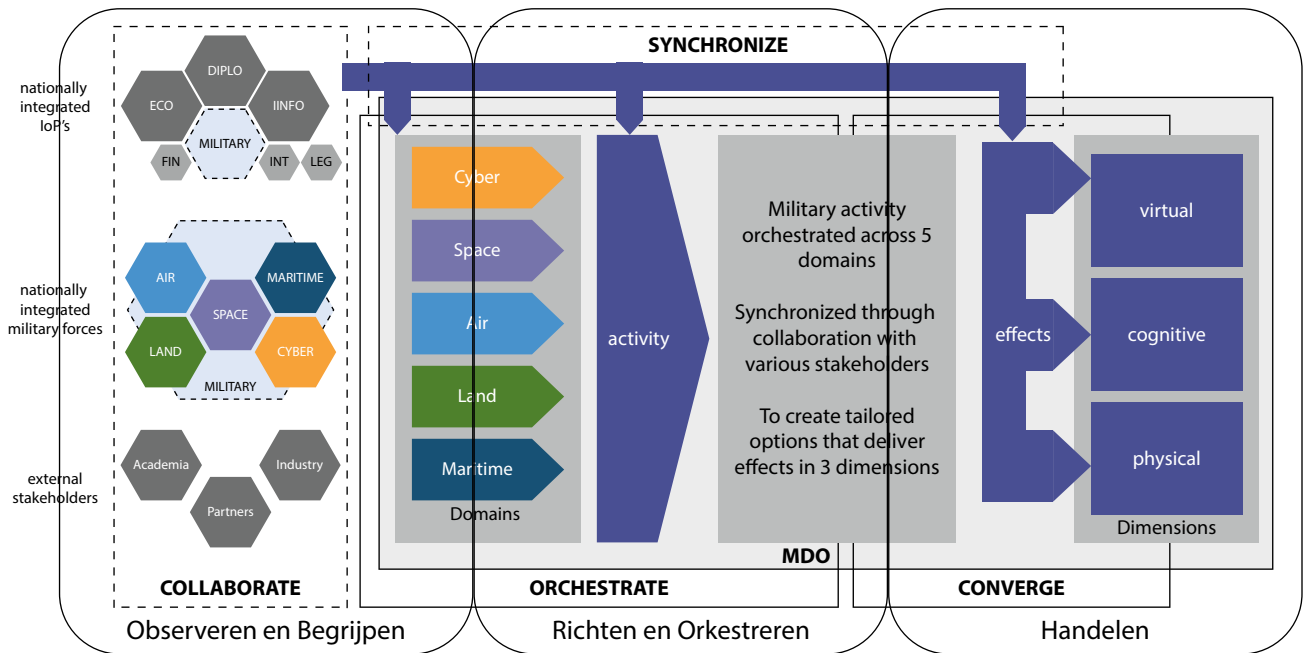 SYNCHRONIZE
nationally
integrated
IoP's
DIPLO
ECO
IINFO
MILITARY
FIN
INT
LEG
nationally
integrated
military forces
AIR
MARITIME
SPACE
LAND
CYBER
MILITARY
external
stakeholders
Academia
Industry
Partners
COLLABORATE
Cyber
Space
Air
Land
Maritime
Domains
activity
Military activity
orchestrated across 5
domains
Synchronized through
collaboration with
various stakeholders
To create tailored
options that deliver
effects in 3 dimensions
effects
virtual
cognitive
physical
Dimensions
MDO
ORCHESTRATE
CONVERGE
Observeren en Begrijpen
Richten en Orkestreren
Handelen